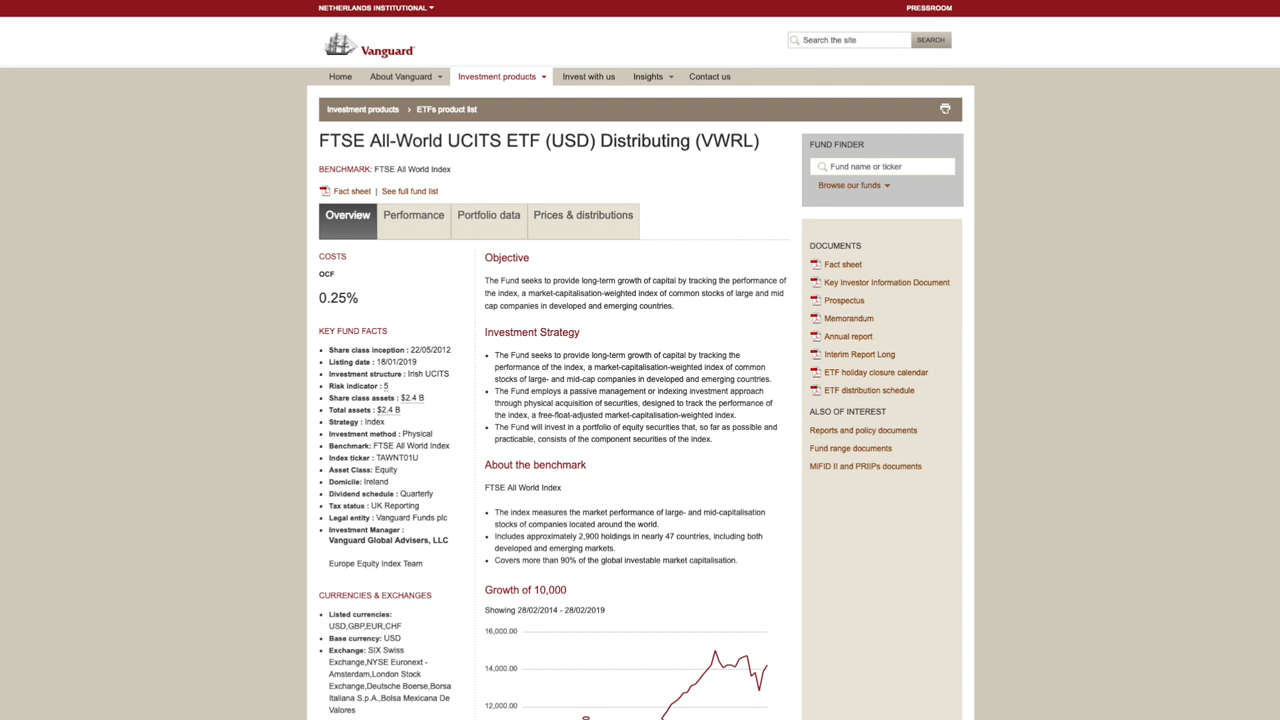 NETHERLANDS INSTITUTIONAL
PRESSROOM
Vanguard
Search the site
SEARCH
Home
About Vanguard
Investment products
Invest with us
Insights
Contact us
Investment products › ETFs product list
FTSE All-World UCITS ETF (USD) Distributing (VWRL)
BENCHMARK: FTSE All World Index
Fact sheet | See full fund list
Overview
Performance
Portfolio data
Prices & distributions
COSTS
OCF
0.25%
KEY FUND FACTS
Share class inception : 22/05/2012
Listing date : 18/01/2019
Investment structure : Irish UCITS
Risk indicator : 5
Share class assets : $2.4 B
Total assets : $2.4 B
Strategy : Index
Investment method : Physical
Benchmark: FTSE All World Index
Index ticker : TAWNT01U
Asset Class: Equity
Domicile: Ireland
Dividend schedule : Quarterly
Tax status : UK Reporting
Legal entity : Vanguard Funds plc
Investment Manager :
Vanguard Global Advisers, LLC
Europe Equity Index Team
CURRENCIES & EXCHANGES
Listed currencies:
USD,GBP,EUR,CHF
Base currency: USD
Exchange: SIX Swiss
Exchange,NYSE Euronext -
Amsterdam,London Stock
Exchange,Deutsche Boerse,Borsa
Italiana S.p.A.,Bolsa Mexicana De
Valores
Objective
The Fund seeks to provide long-term growth of capital by tracking the performance of
the index, a market-capitalisation-weighted index of common stocks of large and mid
cap companies in developed and emerging countries.
Investment Strategy
The Fund seeks to provide long-term growth of capital by tracking the
performance of the index, a market-capitalisation-weighted index of common
stocks of large- and mid-cap companies in developed and emerging countries.
The Fund employs a passive management or indexing investment approach
through physical acquisition of securities, designed to track the performance of
the index, a free-float-adjusted market-capitalisation-weighted index.
The Fund will invest in a portfolio of equity securities that, so far as possible and
practicable, consists of the component securities of the index.
About the benchmark
FTSE All World Index
The index measures the market performance of large- and mid-capitalisation
stocks of companies located around the world.
Includes approximately 2,900 holdings in nearly 47 countries, including both
developed and emerging markets.
Covers more than 90% of the global investable market capitalisation.
Growth of 10,000
Showing 28/02/2014 - 28/02/2019
16,000.00
14,000.00
12,000.00
FUND FINDER
Fund name or ticker
Browse our funds
DOCUMENTS
Fact sheet
Key Investor Information Document
Prospectus
Memorandum
Annual report
Interim Report Long
ETF holiday closure calendar
ETF distribution schedule
ALSO OF INTEREST
Reports and policy documents
Fund range documents
MiFID II and PRIIPs documents